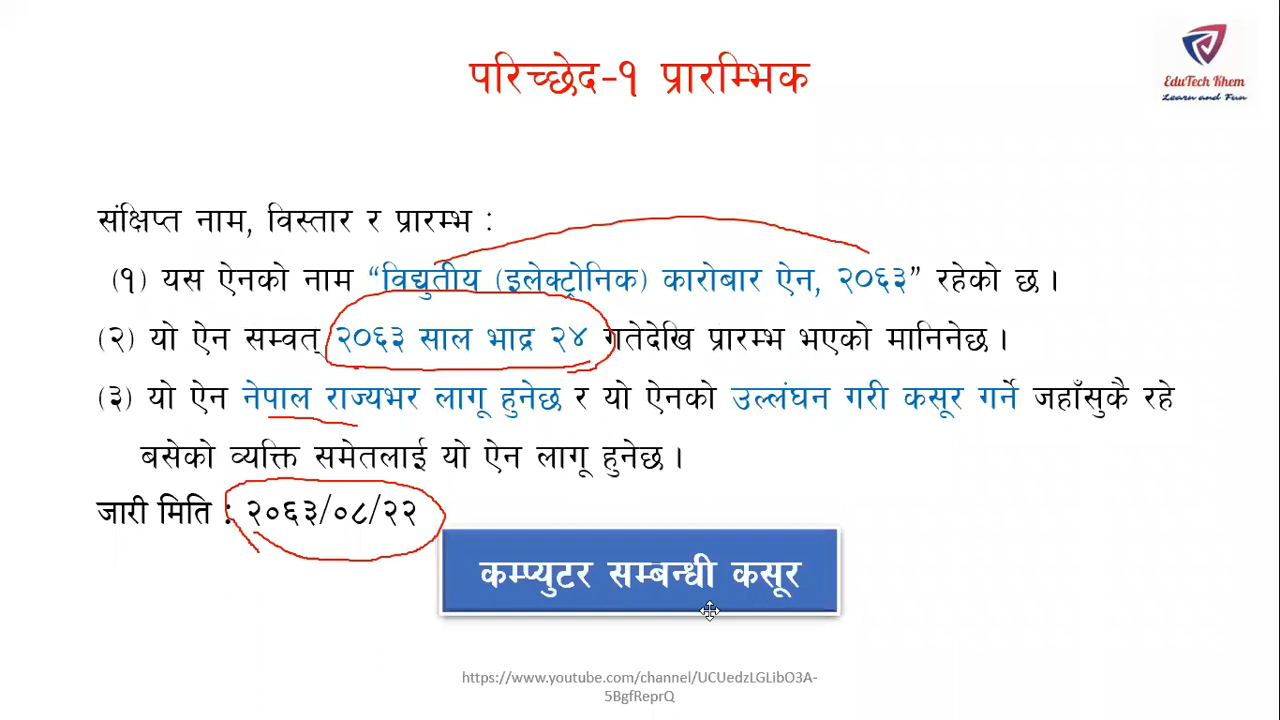 परिच्छेद-१ प्रारम्भिक
EduTech Khem
Learn and Fun
संक्षिप्त नाम, विस्तार र प्रारम्भ :
(१) यस ऐनको नाम “विद्युतीय (इलेक्ट्रोनिक) कारोबार ऐन, २०६३” रहेको छ ।
(२) यो ऐन सम्वत् २०६३ साल भाद्र २४ गतेदेखि प्रारम्भ भएको मानिनेछ ।
(३) यो ऐन नेपाल राज्यभर लागू हुनेछ र यो ऐनको उल्लंघन गरी कसूर गर्ने जहाँसुकै रहे
बसेको व्यक्ति समेतलाई यो ऐन लागू हुनेछ ।
जारी मिति : २०६३/०८/२२
कम्प्युटर सम्बन्धी कसूर
https://www.youtube.com/channel/UCUedzLGLibO3A-
5BgfReprQ